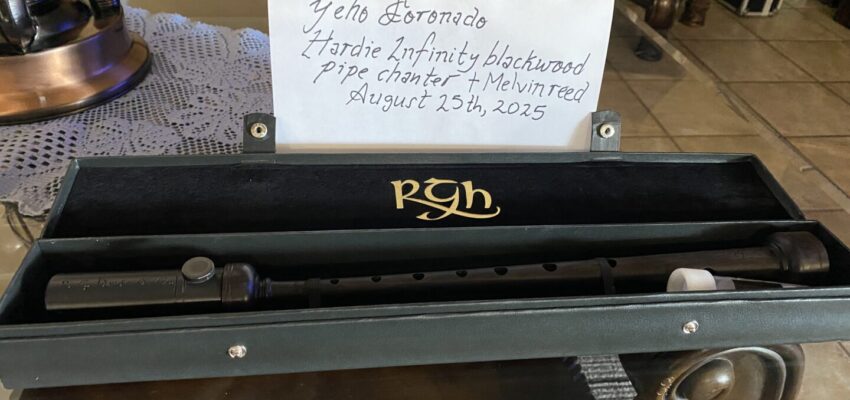 Yeho Coronado
Hardie Infinity blackwood
pipe chanter + Melvin reed
August 25th, 2025
RGh